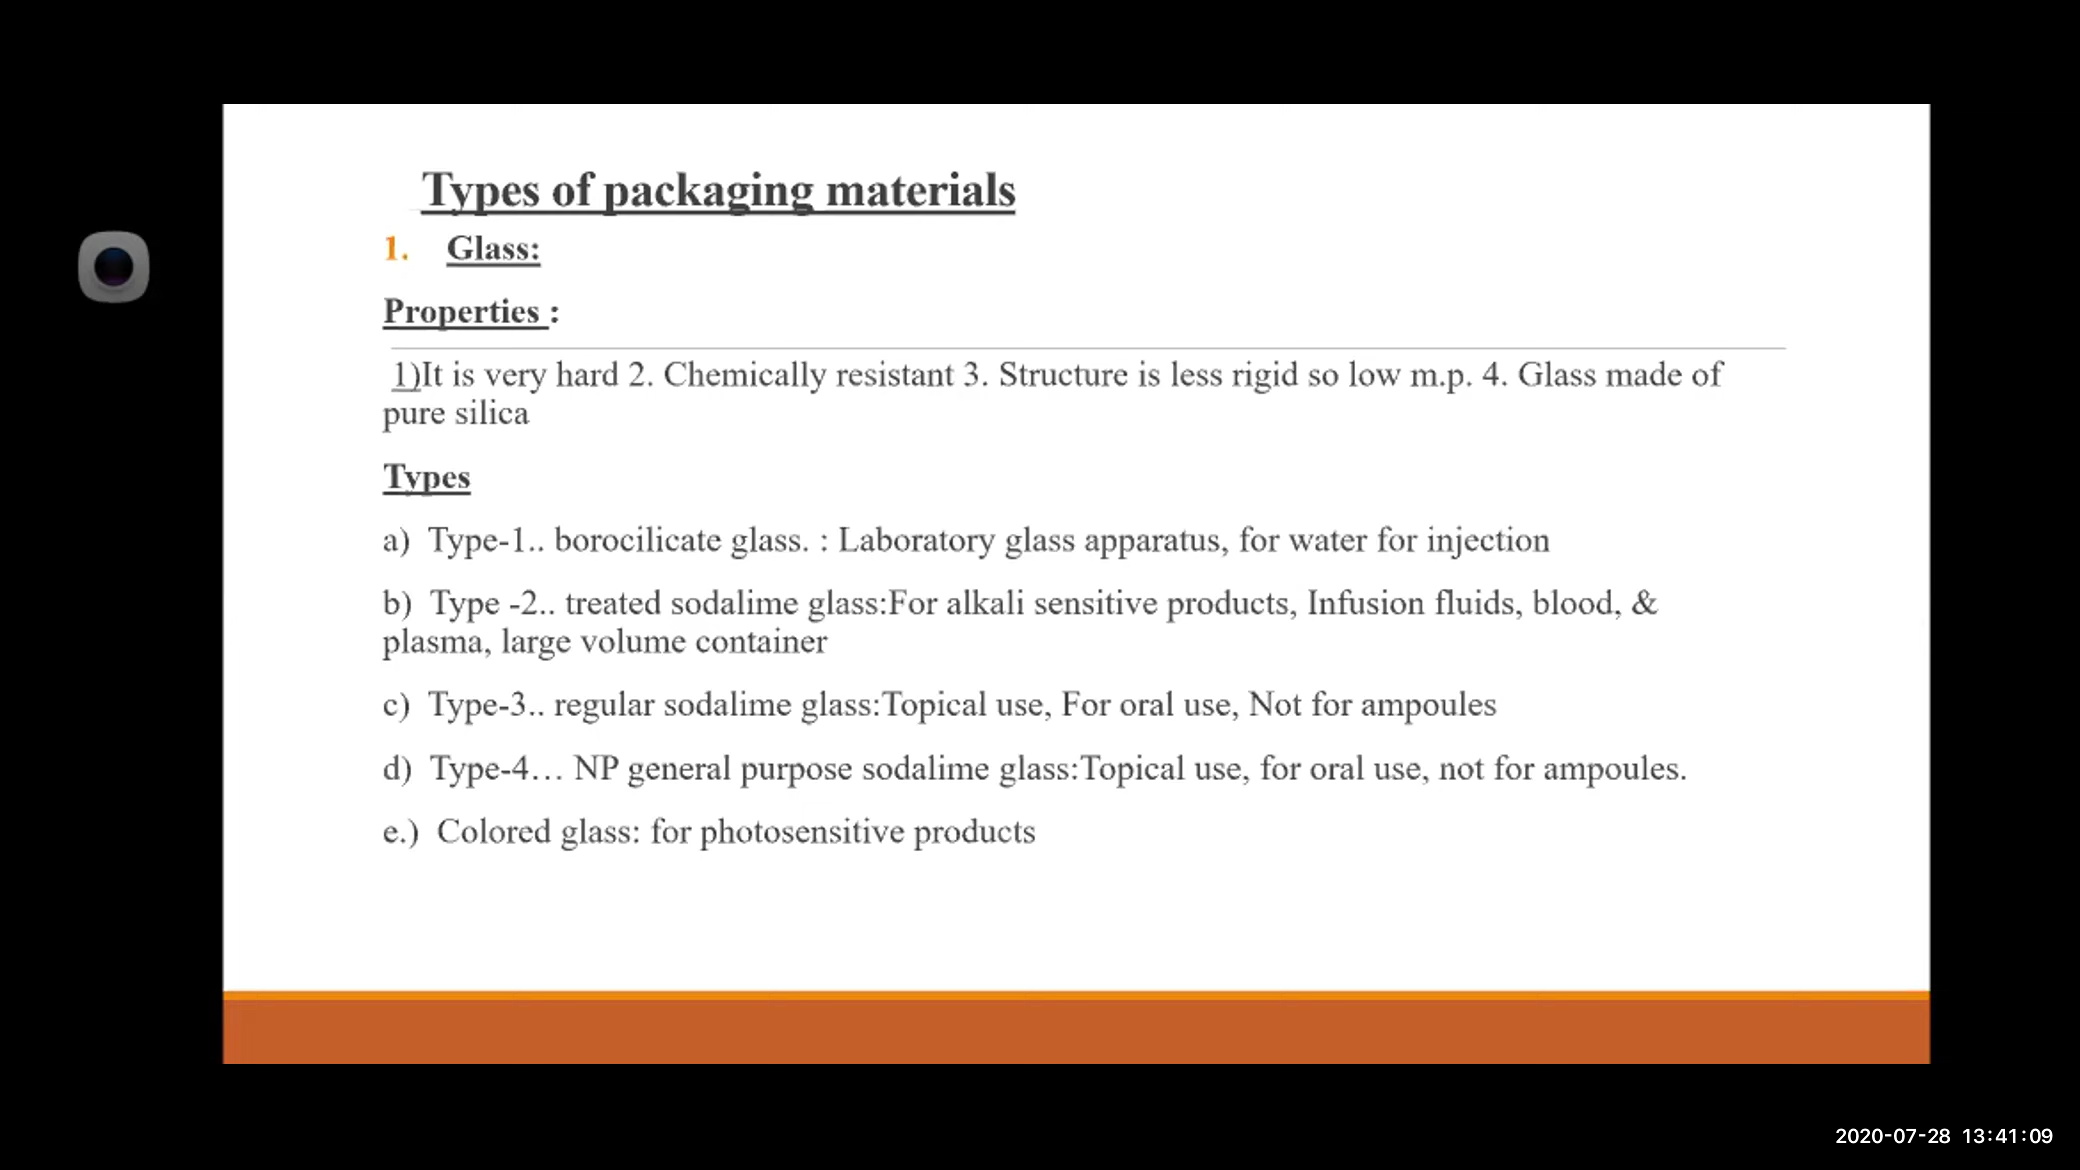 Types of packaging materials
1. Glass:
Properties :
1)It is very hard 2. Chemically resistant 3. Structure is less rigid so low m.p. 4. Glass made of
pure silica
Types
a) Type-1.. borocilicate glass. : Laboratory glass apparatus, for water for injection
b) Type -2.. treated sodalime glass:For alkali sensitive products, Infusion fluids, blood, &
plasma, large volume container
c) Type-3.. regular sodalime glass:Topical use, For oral use, Not for ampoules
d) Type-4… NP general purpose sodalime glass:Topical use, for oral use, not for ampoules.
e.) Colored glass: for photosensitive products
2020-07-28 13:41:09